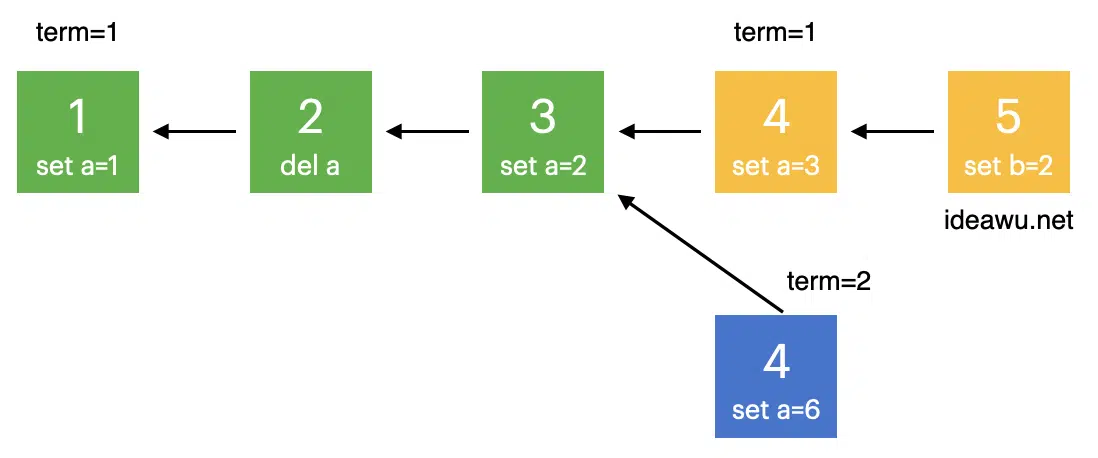 term=1
term=1
1
set a=1
2
del a
3
set a=2
4
set a=3
5
set b=2
ideawu.net
term=2
4
set a=6